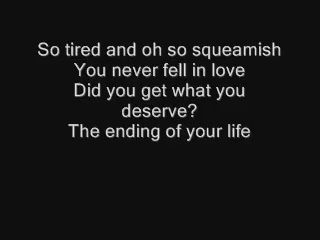 So tired and oh so squeamish
You never fell in love
Did you get what you
deserve?
The ending of your life